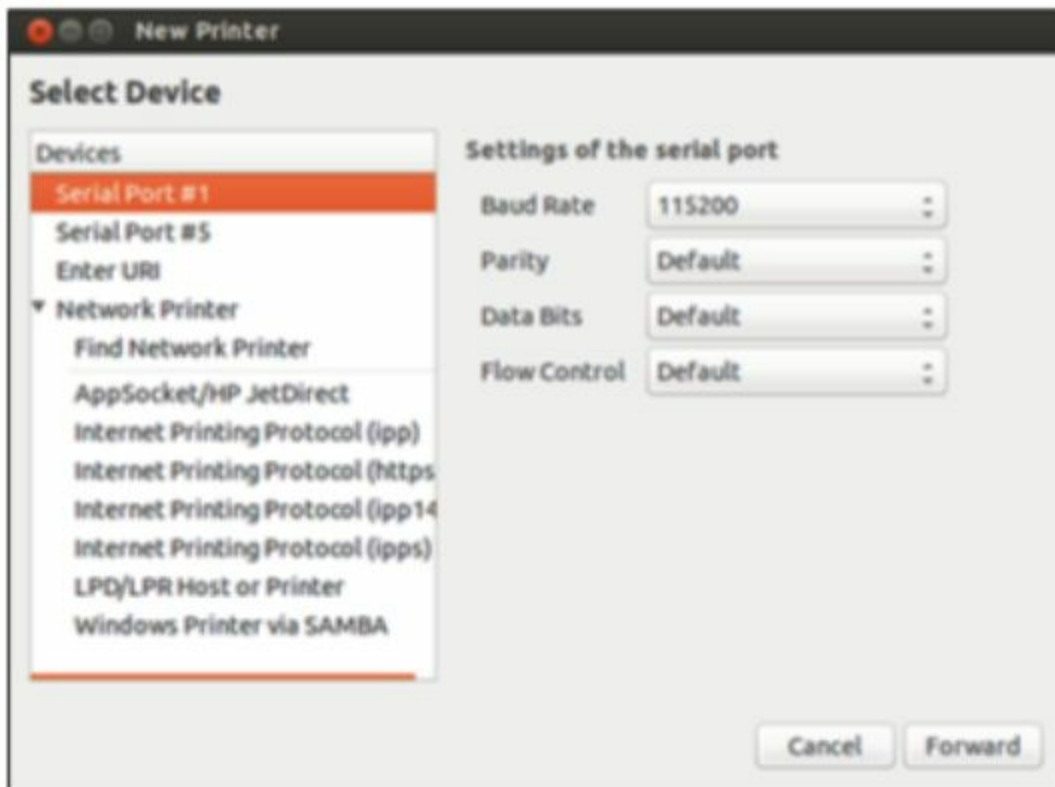 New Printer
Select Device
Devices
Serial Port #1
Serial Port #5
Enter URI
Network Printer
Find Network Printer
AppSocket/HP JetDirect
Internet Printing Protocol (ipp)
Internet Printing Protocol (https
Internet Printing Protocol (ipp14
Internet Printing Protocol (ipps)
LPD/LPR Host or Printer
Windows Printer via SAMBA
Settings of the serial port
Baud Rate 115200
Parity Default
Data Bits Default
Flow Control Default
Cancel Forward